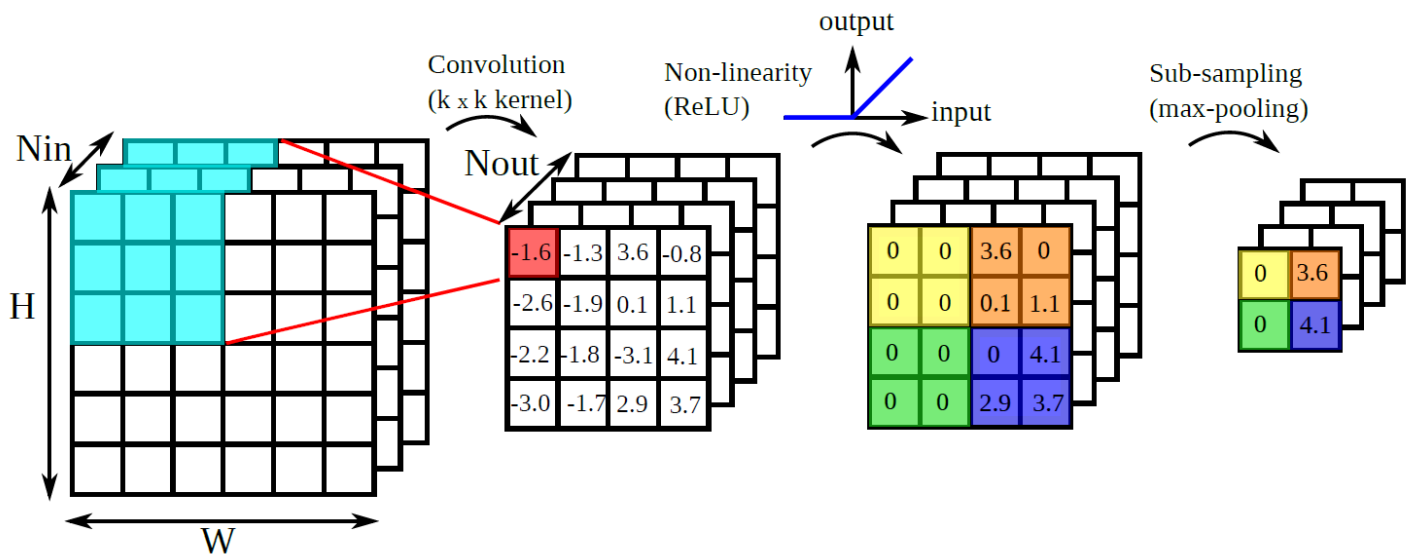 output
Convolution
(k x k kernel)
Non-linearity
(ReLU)
input
Sub-sampling
(max-pooling)
Nin
Nout
H
W
-1.6 -1.3 3.6 -0.8
-2.6 -1.9 0.1 1.1
-2.2 -1.8 -3.1 4.1
-3.0 -1.7 2.9 3.7
0 0 3.6 0
0 0 0.1 1.1
0 0 0 4.1
0 0 2.9 3.7
0 3.6
0 4.1